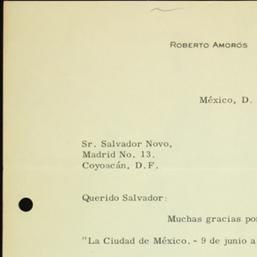 ROBERTO AMORÓS
México, D.
Sr. Salvador Novo,
Madrid No. 13.
Coyoacán, D. F.
Querido Salvador:
Muchas gracias po
"La Ciudad de México. - 9 de junio a